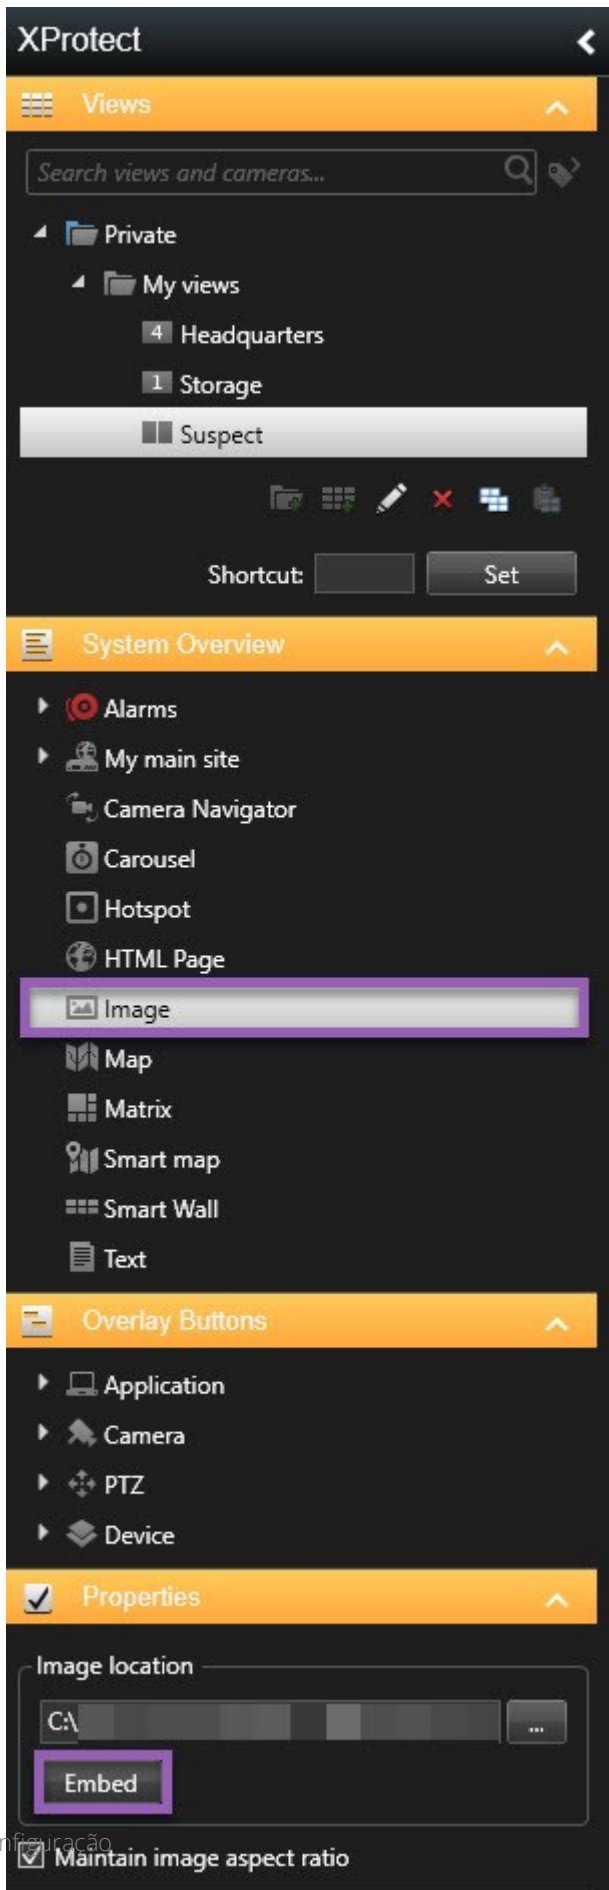 XProtect
Views
Search views and cameras...
Private
My views
4 Headquarters
1 Storage
Suspect
Shortcut: Set
System Overview
Alarms
My main site
Camera Navigator
Carousel
Hotspot
HTML Page
Image
Map
Matrix
Smart map
Smart Wall
Text
Overlay Buttons
Application
Camera
PTZ
Device
Properties
Image location
C:\ ...
Embed
nfiguração
Maintain image aspect ratio